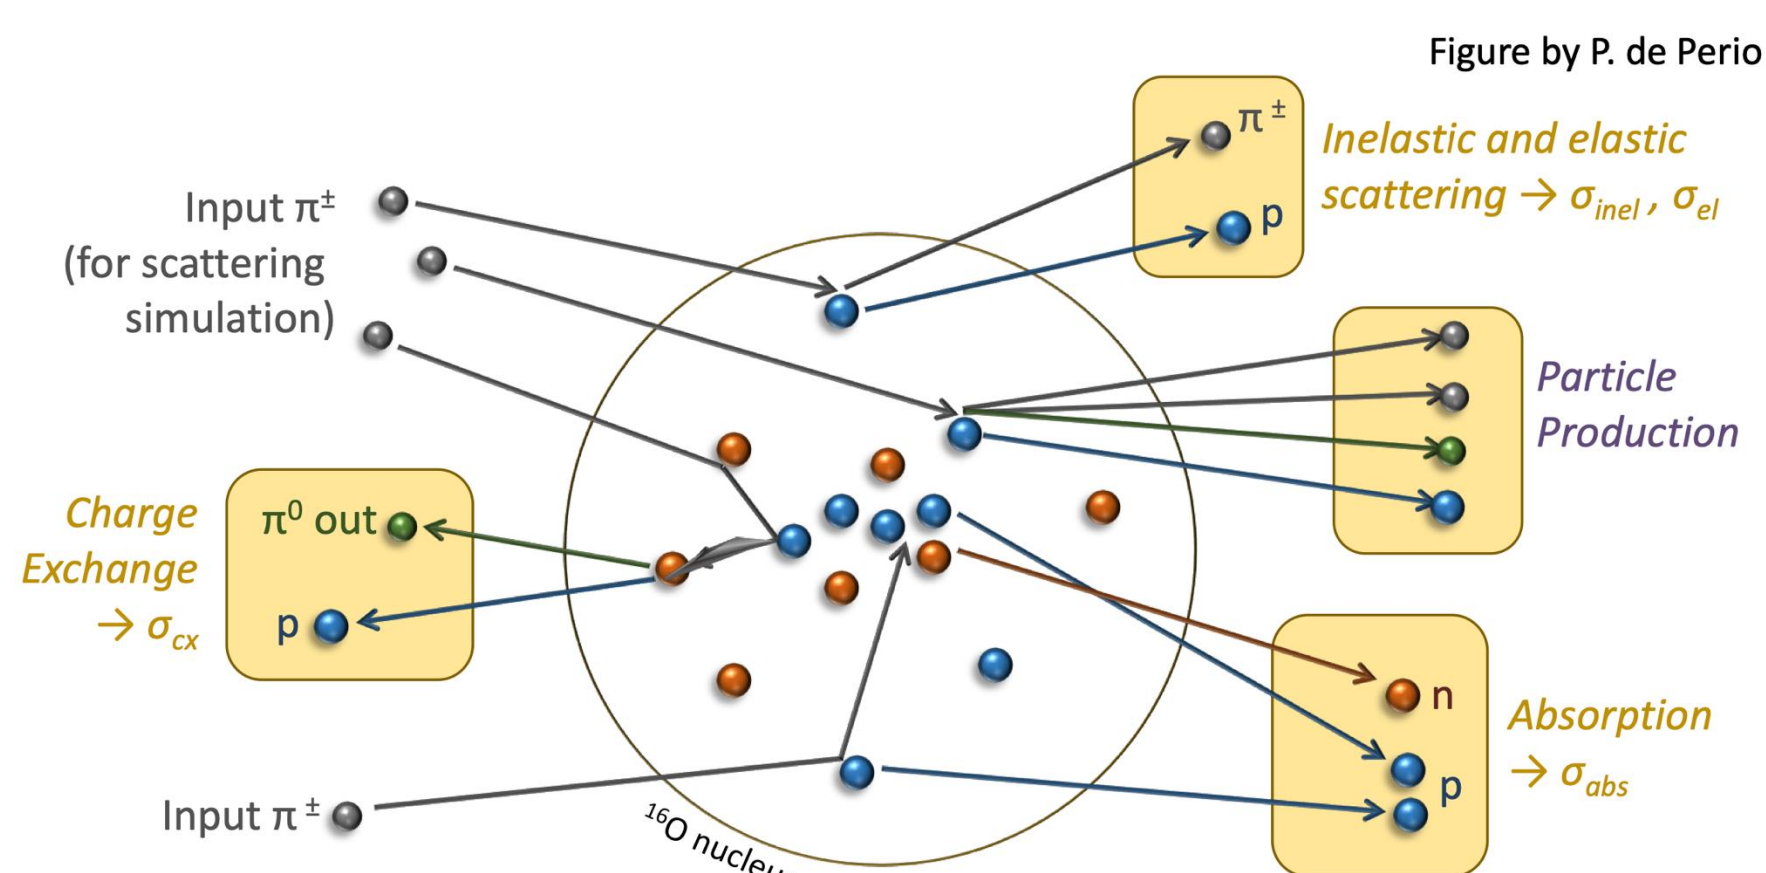 Figure by P. de Perio
π ±
p
Inelastic and elastic
scattering → σinel , σel
Input π±
(for scattering
simulation)
Particle
Production
Charge
Exchange
→ σcx
π0 out
p
n
p
Absorption
→ σabs
Input π ±
16O